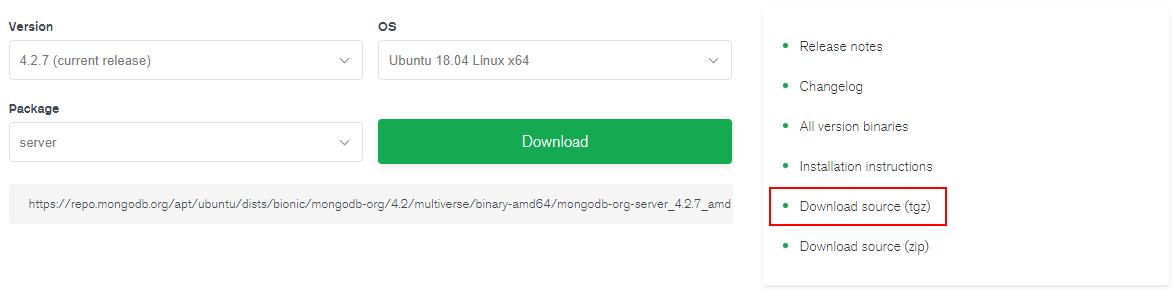 Version
OS
4.2.7 (current release)
Ubuntu 18.04 Linux x64
Package
server
Download
https://repo.mongodb.org/apt/ubuntu/dists/bionic/mongodb-org/4.2/multiverse/binary-amd64/mongodb-org-server_4.2.7_amd
Release notes
Changelog
All version binaries
Installation instructions
Download source (tgz)
Download source (zip)